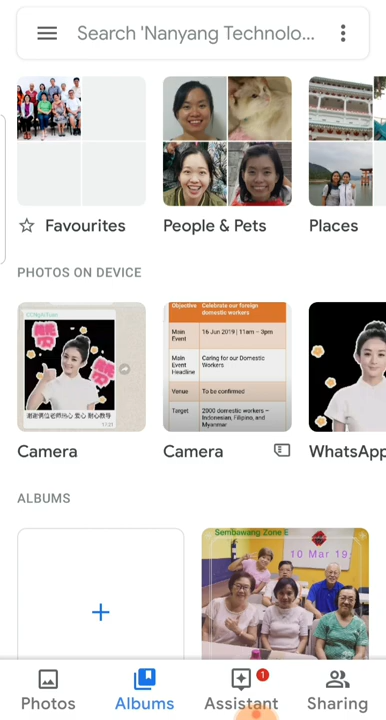 Search 'Nanyang Technolo...
Favourites
People & Pets
Places
PHOTOS ON DEVICE
Objective Celebrate our foreign domestic workers
Main Event 16 Jun 2019 | 11am – 3pm
Main Event Headline Caring for our Domestic Workers
Venue To be confirmed
Target 2000 domestic workers – Indonesian, Filipino, and Myanmar
Camera
Camera
WhatsApp
ALBUMS
Sembawang Zone E
10 Mar 19
Photos
Albums
Assistant
1
Sharing